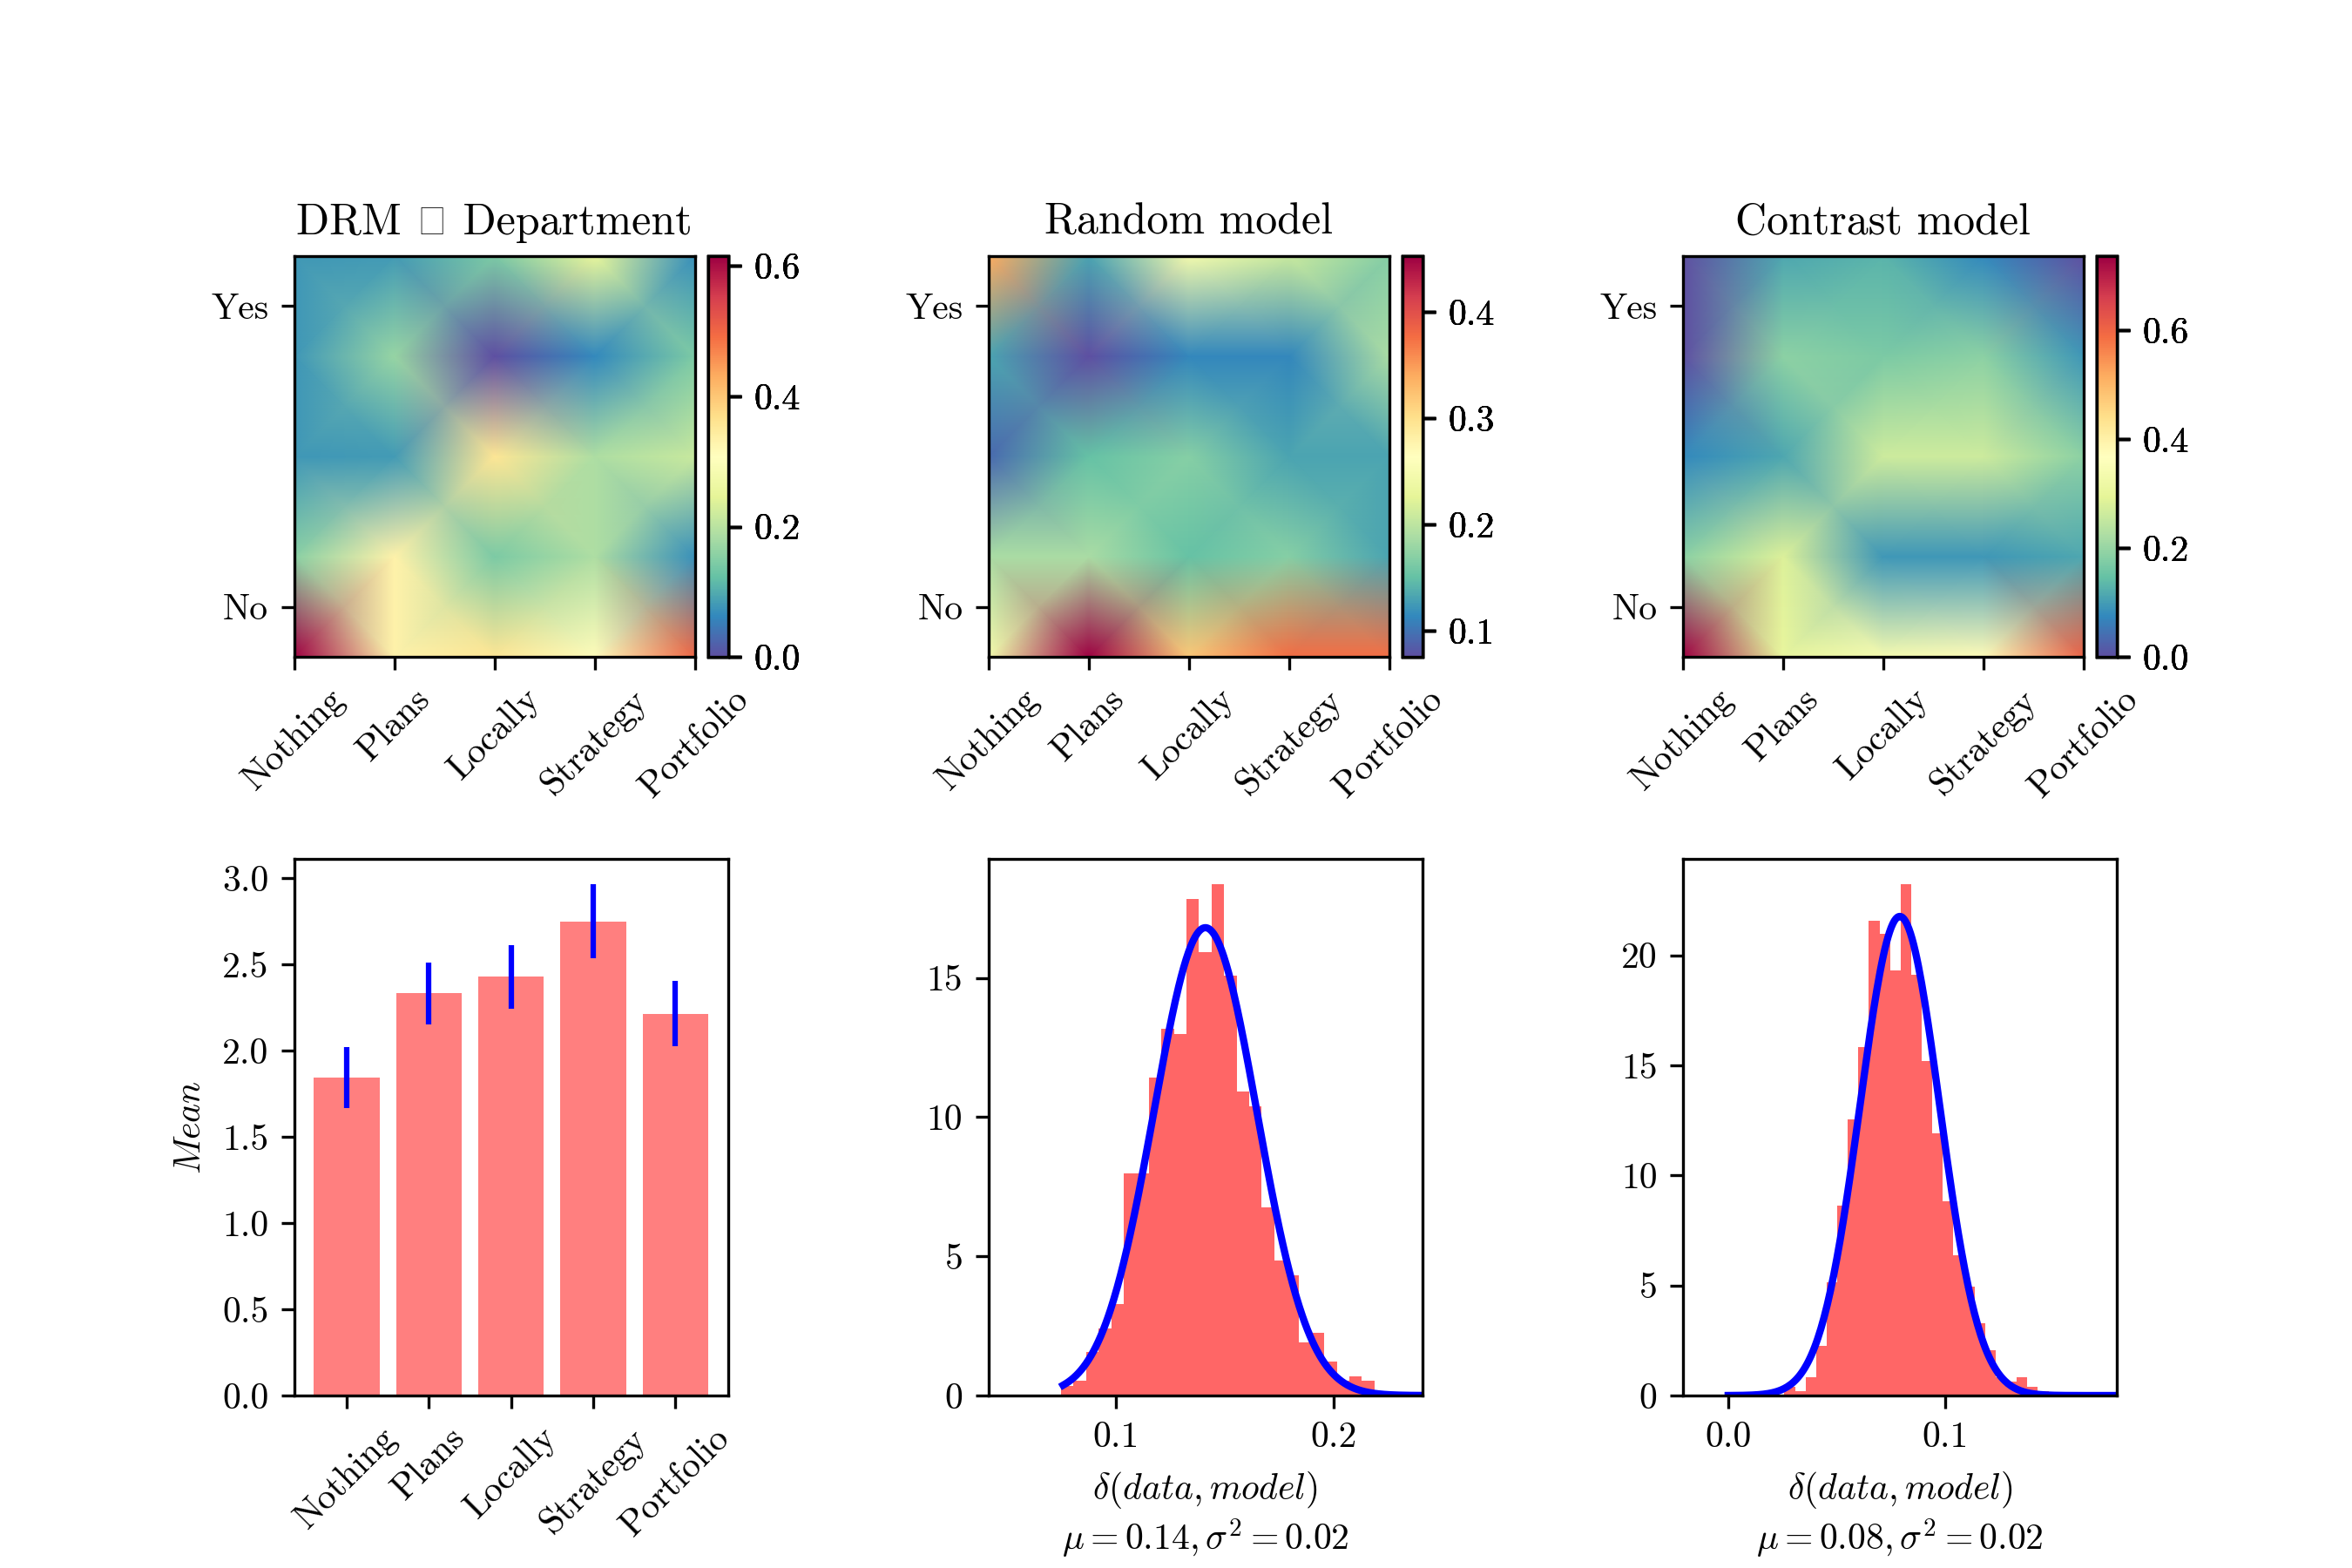 DRM □ Department
Yes
No
0.6
0.4
0.2
0.0
Nothing
Plans
Locally
Strategy
Portfolio
Random model
Yes
No
0.4
0.3
0.2
0.1
Nothing
Plans
Locally
Strategy
Portfolio
Contrast model
Yes
No
0.6
0.4
0.2
0.0
Nothing
Plans
Locally
Strategy
Portfolio
Mean
3.0
2.5
2.0
1.5
1.0
0.5
0.0
Nothing
Plans
Locally
Strategy
Portfolio
15
10
5
0
0.1
0.2
δ(data, model)
μ = 0.14, σ² = 0.02
20
15
10
5
0
0.0
0.1
δ(data, model)
μ = 0.08, σ² = 0.02